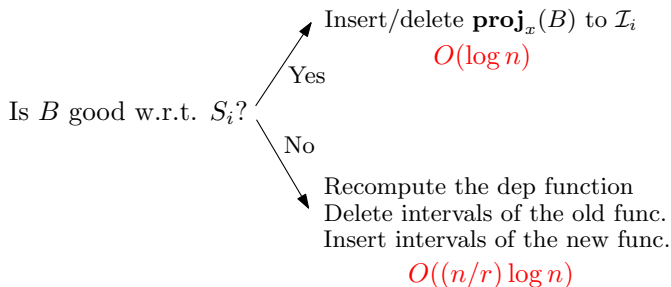 Insert/delete proj_x(B) to ℐ_i
O(log n)
Yes
Is B good w.r.t. S_i?
No
Recompute the dep function
Delete intervals of the old func.
Insert intervals of the new func.
O((n/r) log n)